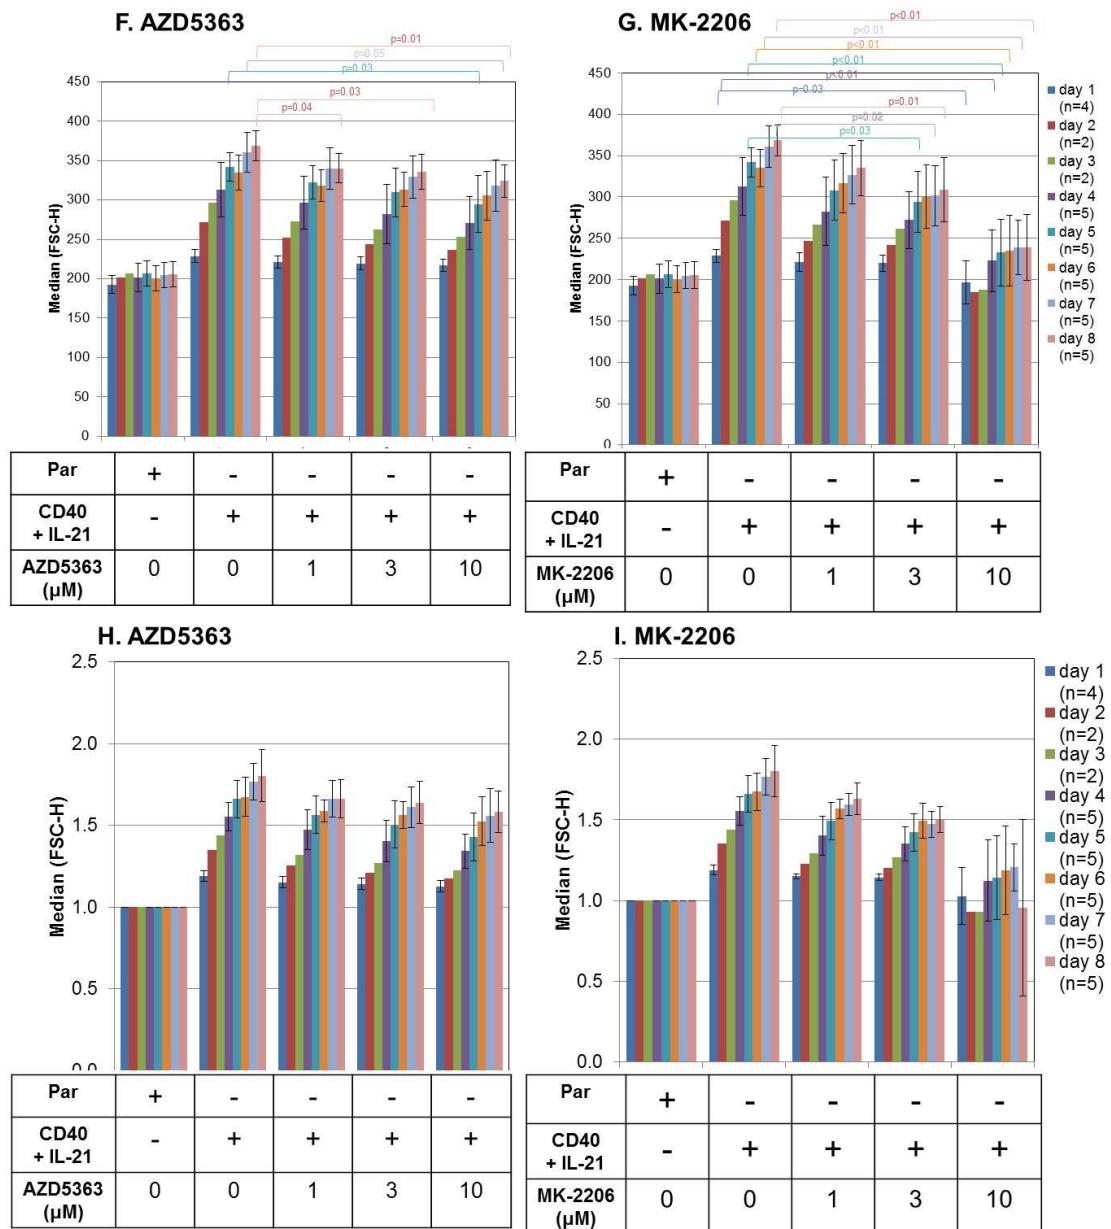 F. AZD5363
p=0.01
p=0.05
p=0.03
p=0.03
p=0.04
Median (FSC-H)
450
400
350
300
250
200
150
100
50
0
Par + - - - -
CD40 + IL-21 - + + + +
AZD5363 (µM) 0 0 1 3 10
G. MK-2206
p<0.01
p<0.01
p<0.01
p<0.01
p<0.01
p=0.03
p=0.01
p=0.02
p=0.03
Median (FSC-H)
450
400
350
300
250
200
150
100
50
0
day 1
(n=4)
day 2
(n=2)
day 3
(n=2)
day 4
(n=5)
day 5
(n=5)
day 6
(n=5)
day 7
(n=5)
day 8
(n=5)
Par + - - - -
CD40 + IL-21 - + + + +
MK-2206 (µM) 0 0 1 3 10
H. AZD5363
Median (FSC-H)
2.5
2.0
1.5
1.0
0.5
0.0
Par + - - - -
CD40 + IL-21 - + + + +
AZD5363 (µM) 0 0 1 3 10
I. MK-2206
Median (FSC-H)
2.5
2.0
1.5
1.0
0.5
0.0
day 1
(n=4)
day 2
(n=2)
day 3
(n=2)
day 4
(n=5)
day 5
(n=5)
day 6
(n=5)
day 7
(n=5)
day 8
(n=5)
Par + - - - -
CD40 + IL-21 - + + + +
MK-2206 (µM) 0 0 1 3 10